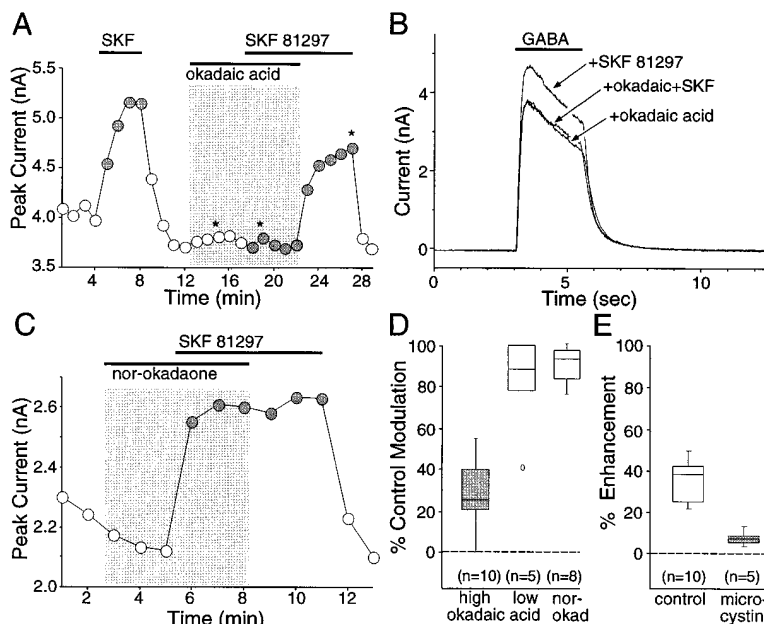 A
SKF
SKF 81297
okadaic acid
Peak Current (nA)
5.5
5.0
4.5
4.0
3.5
*
*
*
4
8
12
16
20
24
28
Time (min)
B
GABA
+SKF 81297
+okadaic+SKF
+okadaic acid
Current (nA)
4
2
0
0
5
10
Time (sec)
C
SKF 81297
nor-okadaone
Peak Current (nA)
2.6
2.4
2.2
2.0
2
4
6
8
10
12
Time (min)
D
% Control Modulation
100
80
60
40
20
0
(n=10) (n=5) (n=8)
high low nor-
okadaic acid okad
E
% Enhancement
100
80
60
40
20
0
(n=10) (n=5)
control micro-
cystin